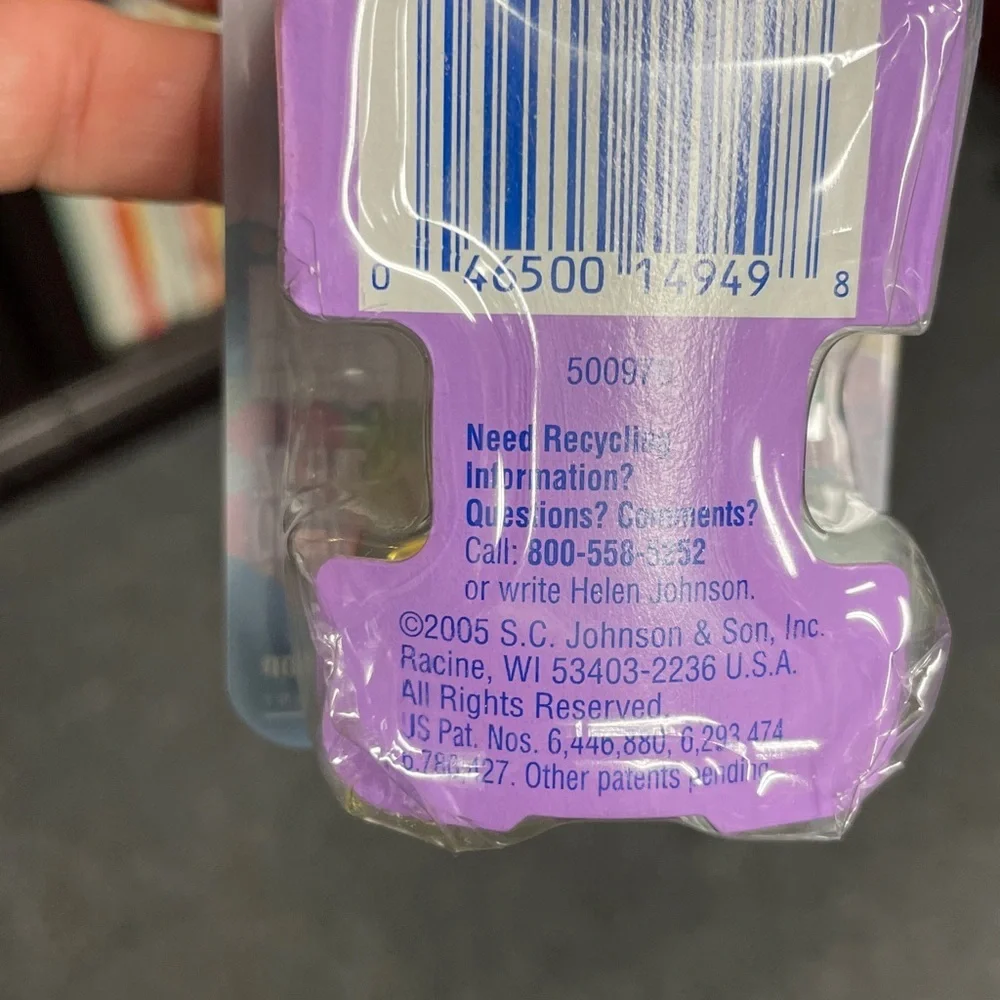 0 46500 14949 8
Need Recycling
Information?
Questions? Comments?
Call: 800-558-5252
or write Helen Johnson.
©2005 S.C. Johnson & Son, Inc.
Racine, WI 53403-2236 U.S.A.
All Rights Reserved.
US Pat. Nos. 6,446,880, 6,293,474
6,786,427. Other patents pending